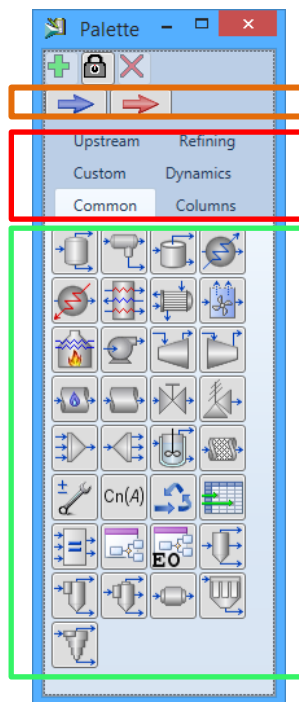 Palette
Upstream Refining
Custom Dynamics
Common Columns
Cn(A)
EO